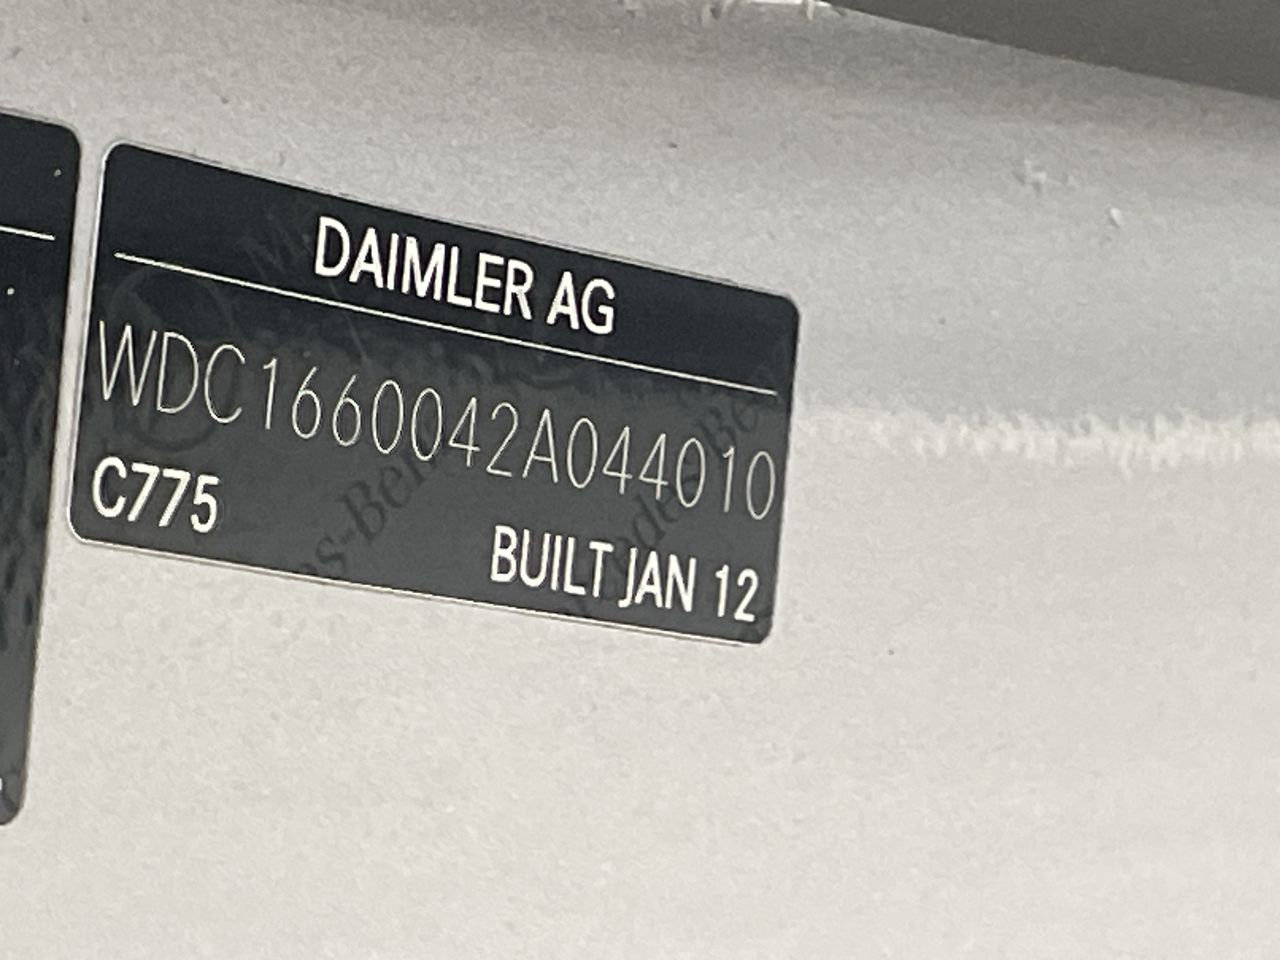 DAIMLER AG
WDC1660042A044010
C775
BUILT JAN 12